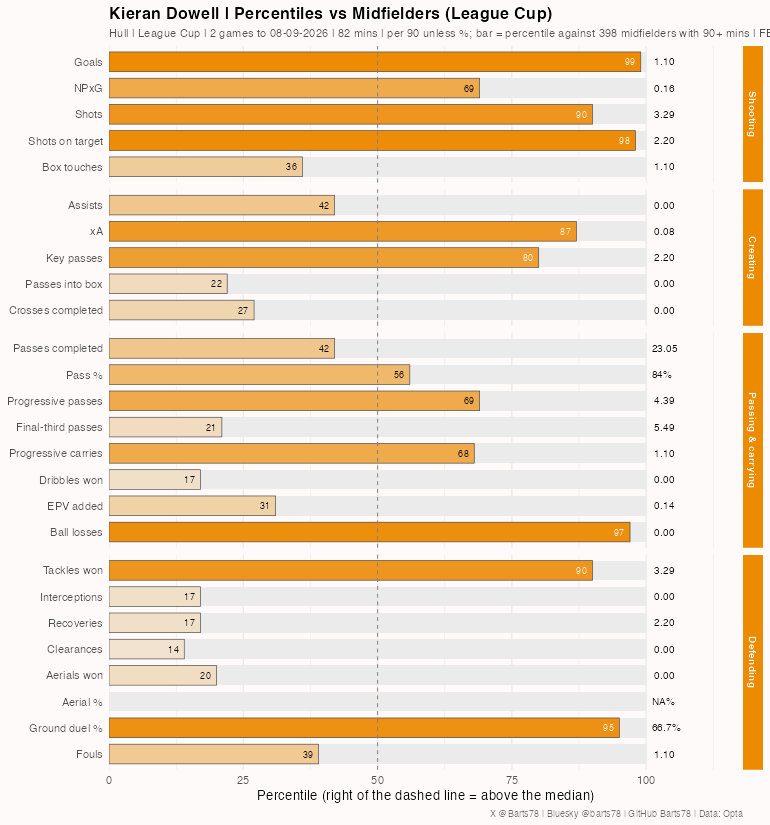 Kieran Dowell | Percentiles vs Midfielders (League Cup)
Hull | League Cup | 2 games to 08-09-2026 | 82 mins | per 90 unless %; bar = percentile against 398 midfielders with 90+ mins |
Goals 99 1.10
NPxG 69 0.16
Shots 90 3.29
Shots on target 98 2.20
Box touches 36 1.10
Shooting
Assists 42 0.00
xA 87 0.08
Key passes 80 2.20
Passes into box 22 0.00
Crosses completed 27 0.00
Creating
Passes completed 42 23.05
Pass % 56 84%
Progressive passes 69 4.39
Final-third passes 21 5.49
Progressive carries 68 1.10
Dribbles won 17 0.00
EPV added 31 0.14
Ball losses 97 0.00
Passing & carrying
Tackles won 90 3.29
Interceptions 17 0.00
Recoveries 17 2.20
Clearances 14 0.00
Aerials won 20 0.00
Aerial % NA%
Ground duel % 95 66.7%
Fouls 39 1.10
Defending
0 25 50 75 100
Percentile (right of the dashed line = above the median)
X @Barts78 | Bluesky @barts78 | GitHub Barts78 | Data: Opta